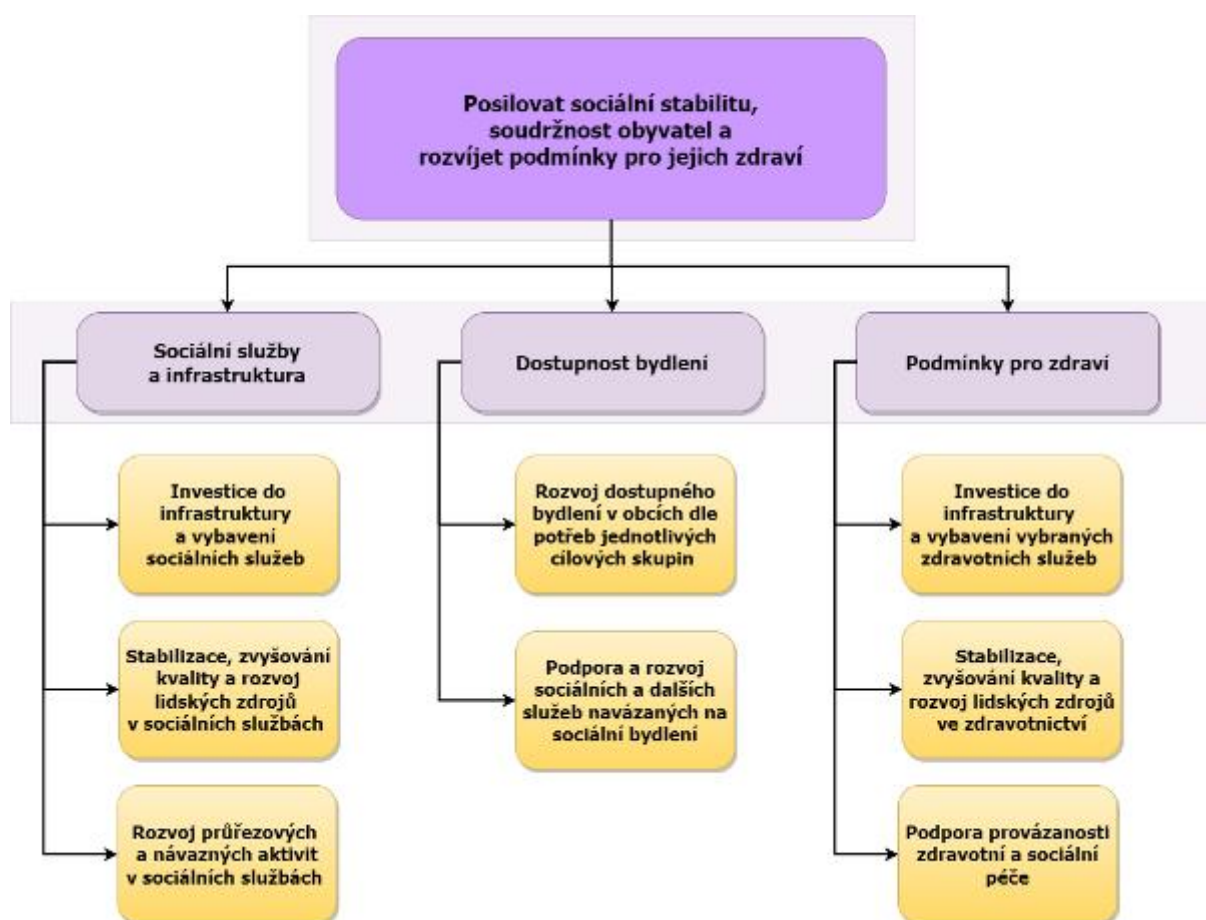 Posilovat sociální stabilitu,
soudržnost obyvatel a
rozvíjet podmínky pro jejich zdraví
Sociální služby
a infrastruktura
Dostupnost bydlení
Podmínky pro zdraví
Investice do
infrastruktury
a vybavení
sociálních služeb
Stabilizace, zvyšování
kvality a rozvoj
lidských zdrojů
v sociálních službách
Rozvoj průřezových
a návazných aktivit
v sociálních službách
Rozvoj dostupného
bydlení v obcích dle
potřeb jednotlivých
cílových skupin
Podpora a rozvoj
sociálních a dalších
služeb navázaných na
sociální bydlení
Investice do
infrastruktury
a vybavení vybraných
zdravotních služeb
Stabilizace,
zvyšování kvality a
rozvoj lidských zdrojů
ve zdravotnictví
Podpora provázanosti
zdravotní a sociální
péče